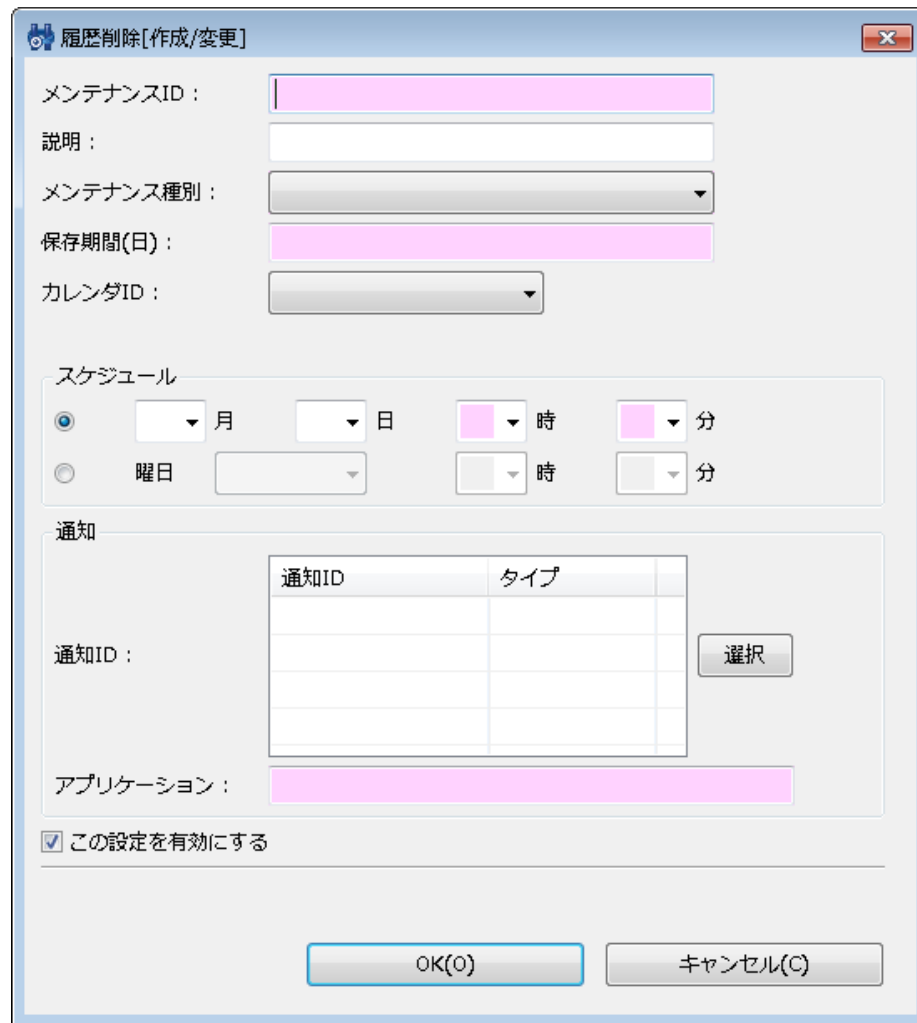 履歴削除[作成/変更]
メンテナンスID：
説明：
メンテナンス種別：
保存期間(日)：
カレンダID：
スケジュール
月 日 時 分
曜日 時 分
通知
通知ID タイプ
通知ID： 選択
アプリケーション：
この設定を有効にする
OK(O) キャンセル(C)